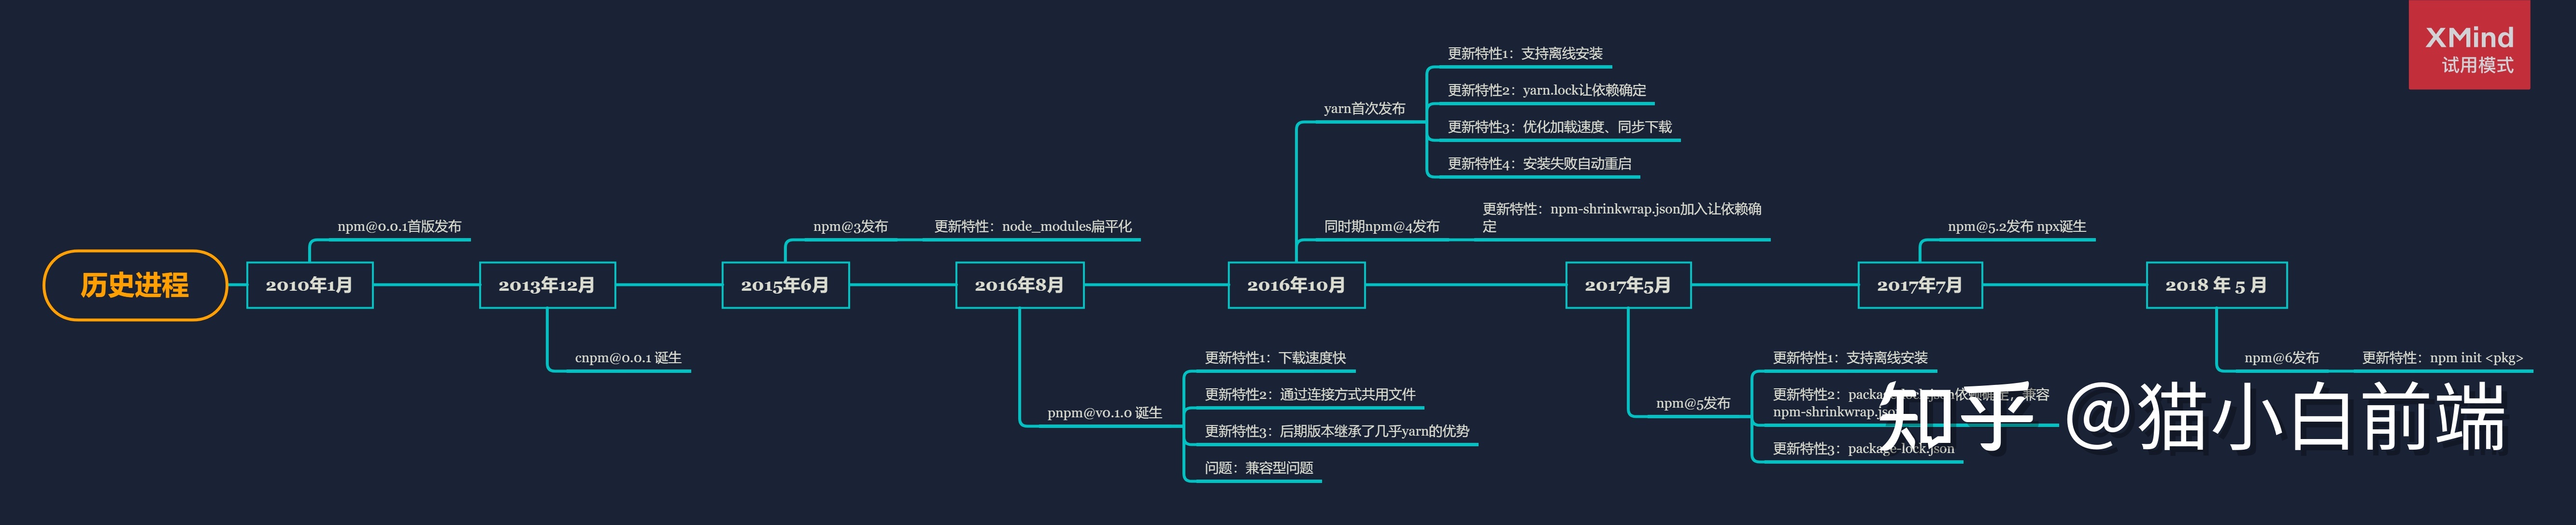 XMind
试用模式
历史进程
2010年1月
npm@0.0.1首版发布
2013年12月
cnpm@0.0.1 诞生
2015年6月
npm@3发布
更新特性：node_modules扁平化
2016年8月
pnpm@v0.1.0 诞生
更新特性1：下载速度快
更新特性2：通过连接方式共用文件
更新特性3：后期版本继承了几乎yarn的优势
问题：兼容型问题
2016年10月
yarn首次发布
更新特性1：支持离线安装
更新特性2：yarn.lock让依赖确定
更新特性3：优化加载速度、同步下载
更新特性4：安装失败自动重启
同时期npm@4发布
更新特性：npm-shrinkwrap.json加入让依赖确
定
2017年5月
npm@5发布
更新特性1：支持离线安装
更新特性2：package-lock.json依赖确定，兼容
npm-shrinkwrap.json
更新特性3：package-lock.json
2017年7月
npm@5.2发布 npx诞生
2018 年 5 月
npm@6发布
更新特性：npm init <pkg>
知乎 @猫小白前端